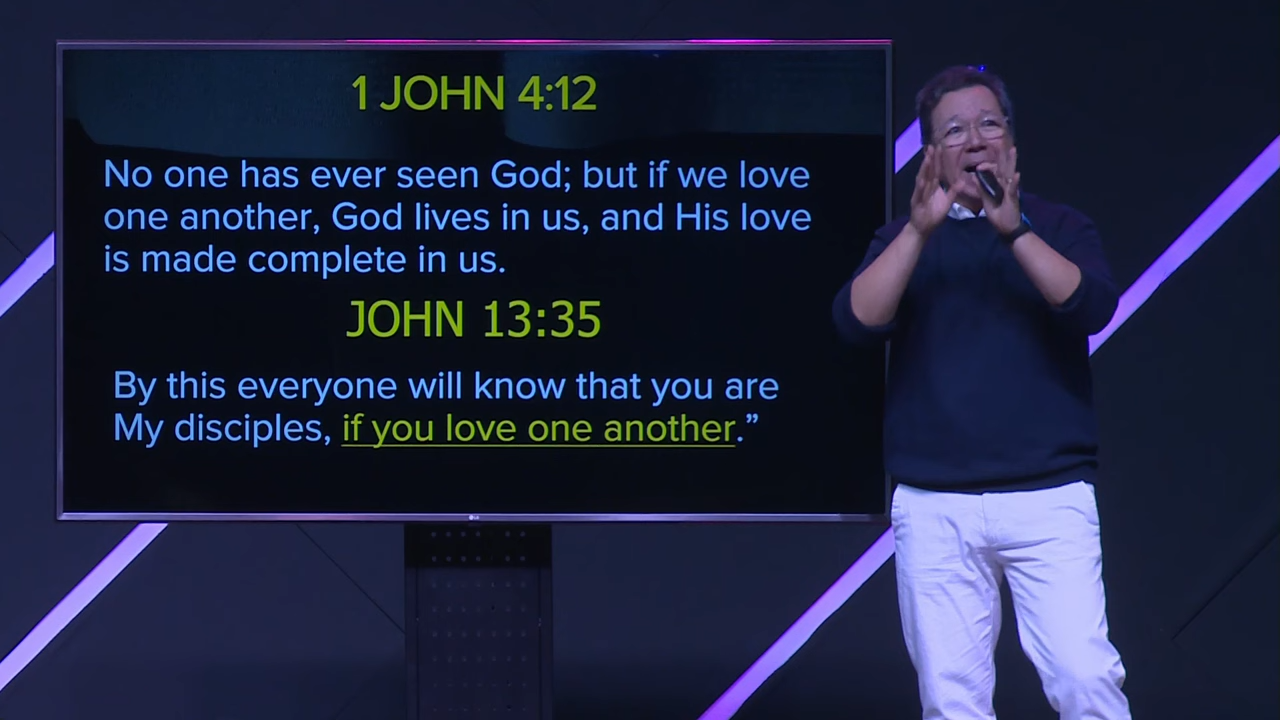 1 JOHN 4:12
No one has ever seen God; but if we love
one another, God lives in us, and His love
is made complete in us.
JOHN 13:35
By this everyone will know that you are
My disciples, if you love one another.”
LG